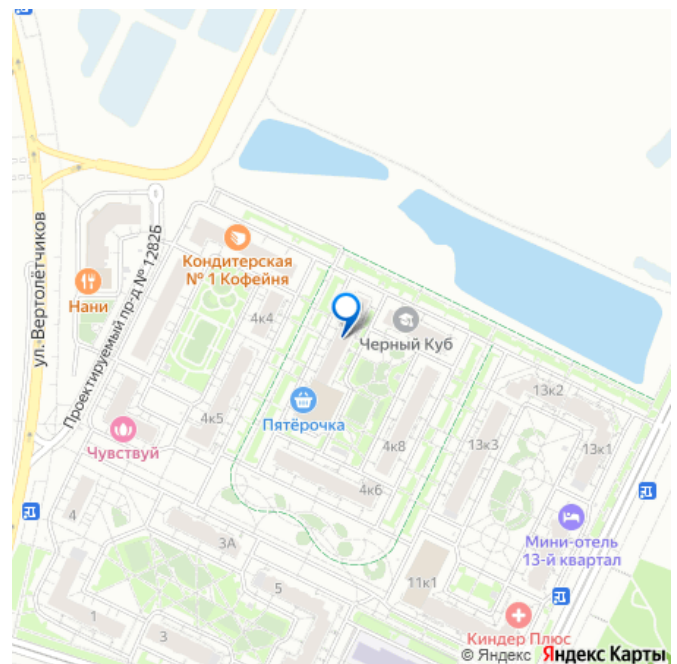 ул. Вертолётчиков
Проектируемый пр-д № 1282Б
Кондитерская
№ 1 Кофейня
Нани
4к4
Черный Куб
13к2
Пятёрочка
4к5
Чувствуй
4к8
13к3
13к1
4к6
4
3А
Мини-отель
13-й квартал
5
11к1
1
3
Киндер Плюс
© Яндекс Яндекс Карты